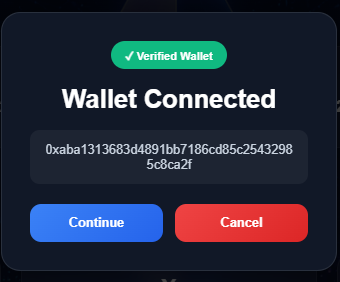 ✓ Verified Wallet
Wallet Connected
0xaba1313683d4891bb7186cd85c2543298
5c8ca2f
Continue
Cancel